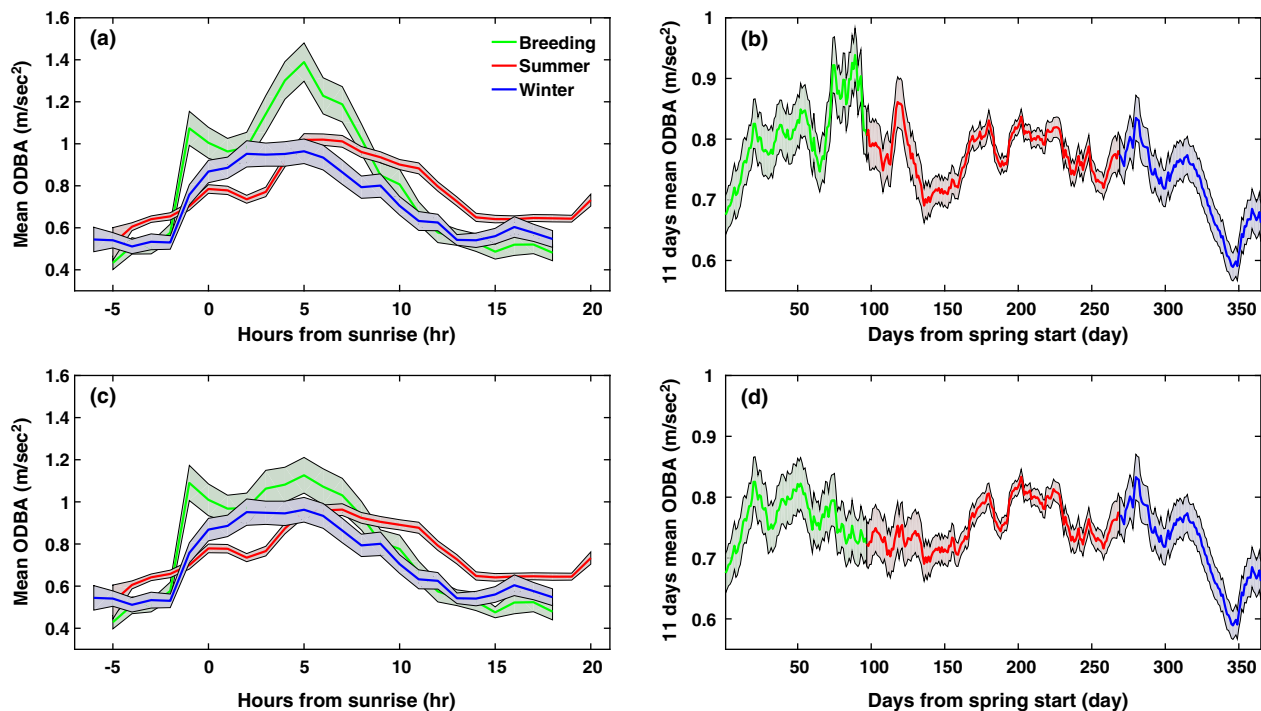 (a)
Breeding
Summer
Winter
Mean ODBA (m/sec²)
1.6
1.4
1.2
1
0.8
0.6
0.4
-5 0 5 10 15 20
Hours from sunrise (hr)
(b)
11 days mean ODBA (m/sec²)
1
0.9
0.8
0.7
0.6
50 100 150 200 250 300 350
Days from spring start (day)
(c)
Mean ODBA (m/sec²)
1.6
1.4
1.2
1
0.8
0.6
0.4
-5 0 5 10 15 20
Hours from sunrise (hr)
(d)
11 days mean ODBA (m/sec²)
1
0.9
0.8
0.7
0.6
50 100 150 200 250 300 350
Days from spring start (day)